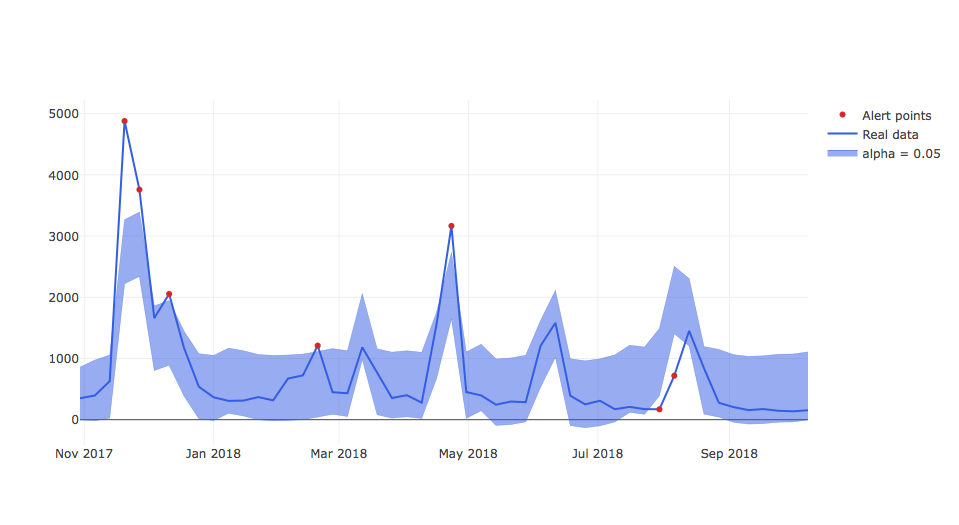 5000
4000
3000
2000
1000
0
Nov 2017
Jan 2018
Mar 2018
May 2018
Jul 2018
Sep 2018
Alert points
Real data
alpha = 0.05